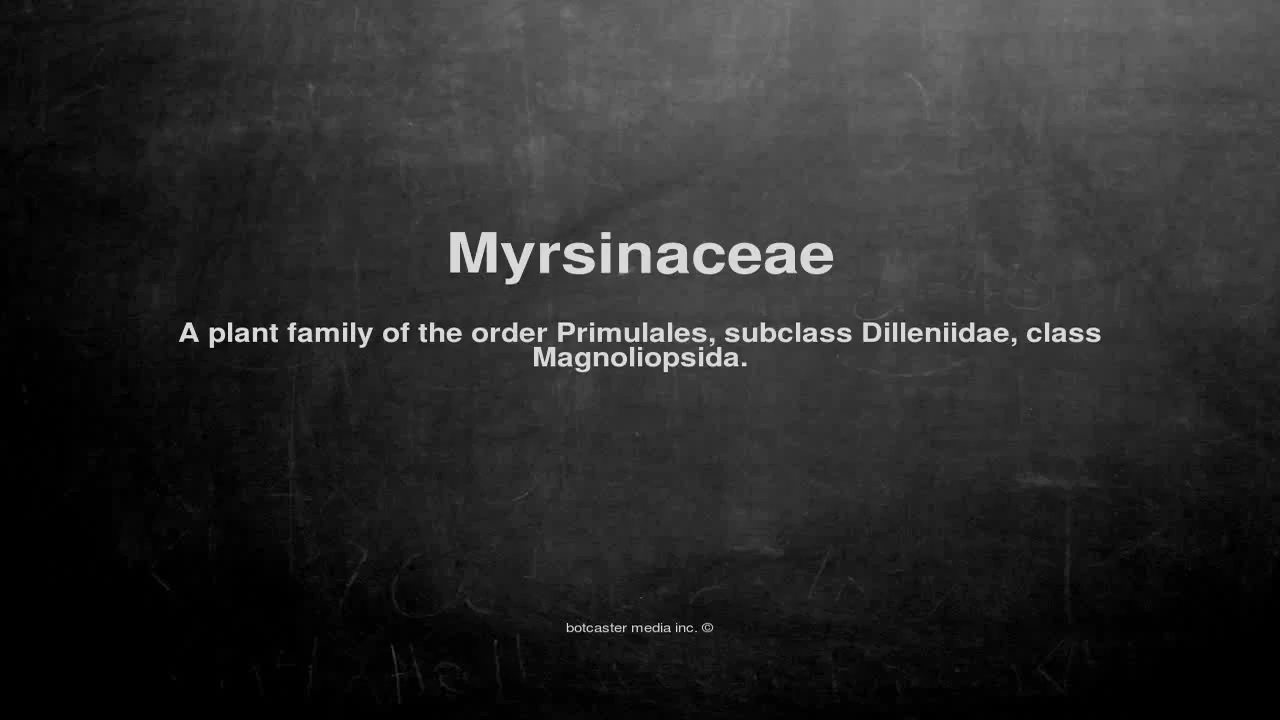 Myrsinaceae
A plant family of the order Primulales, subclass Dilleniidae, class
Magnoliopsida.
botcaster media inc. ©